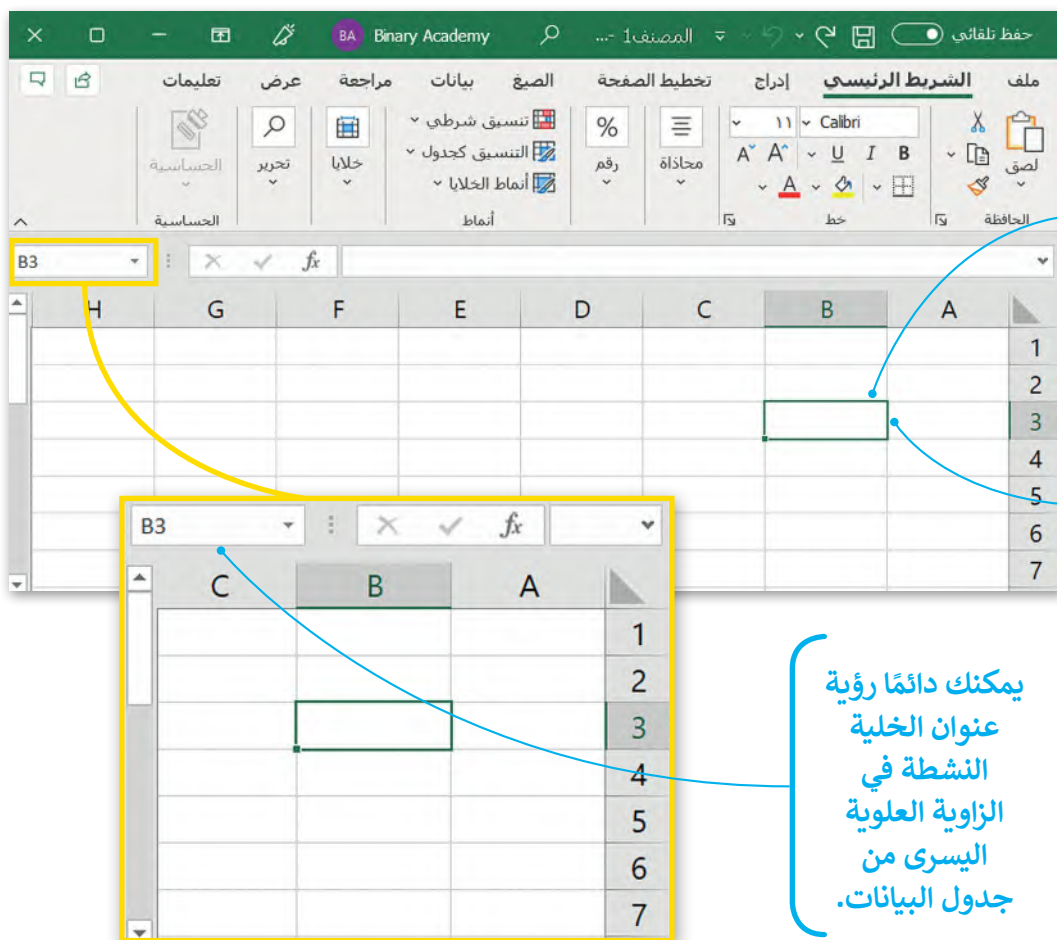 حفظ تلقائي المصنف1 -... Binary Academy BA
ملف الشريط الرئيسي إدراج تخطيط الصفحة الصيغ بيانات مراجعة عرض تعليمات
لصق
Calibri ١١
B I U
A^ A˅
A
محاذاة
%
رقم
تنسيق شرطي
التنسيق كجدول
أنماط الخلايا
خلايا
تحرير
الحساسية
الحافظة خط أنماط الحساسية
B3 fx
H G F E D C B A
1
2
3
4
5
6
7
B3 fx
C B A
1
2
3
4
5
6
7
يمكنك دائمًا رؤية
عنوان الخلية
النشطة في
الزاوية العلوية
اليسرى من
جدول البيانات.